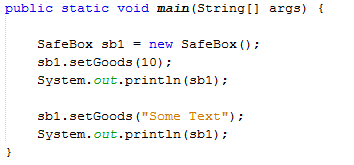 public static void main(String[] args) {
SafeBox sb1 = new SafeBox();
sb1.setGoods(10);
System.out.println(sb1);
sb1.setGoods("Some Text");
System.out.println(sb1);
}